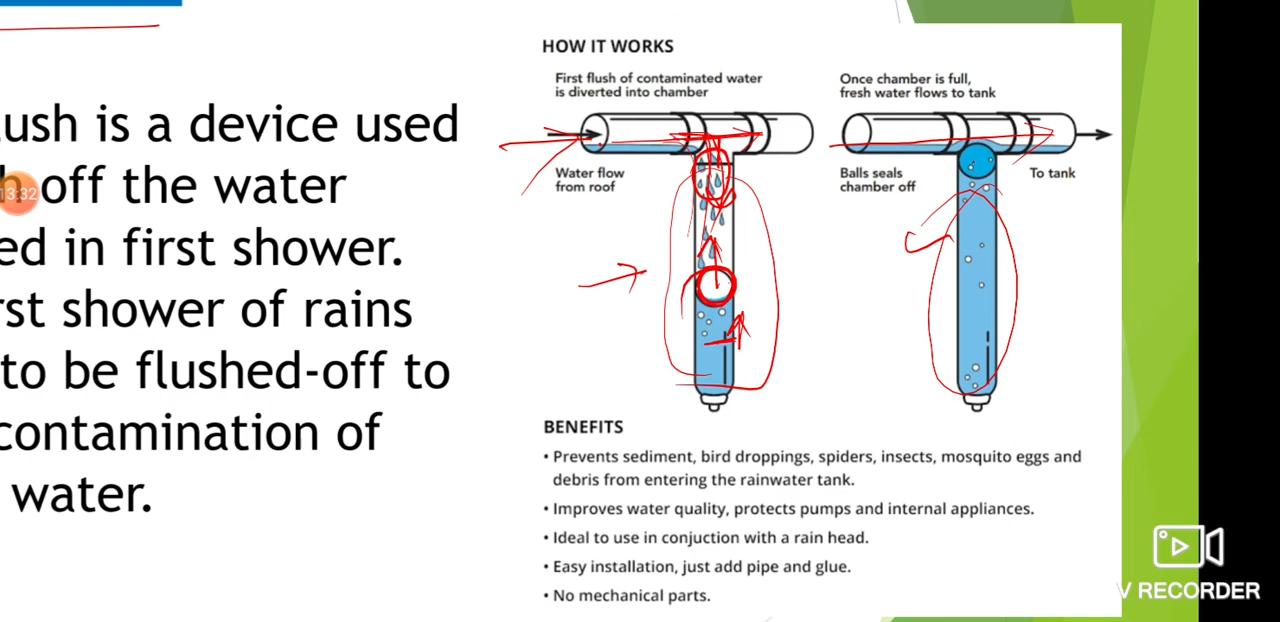 ush is a device used
off the water
ed in first shower.
rst shower of rains
to be flushed-off to
contamination of
water.
13:32
HOW IT WORKS
First flush of contaminated water
is diverted into chamber
Water flow
from roof
Once chamber is full,
fresh water flows to tank
Balls seals
chamber off
To tank
BENEFITS
• Prevents sediment, bird droppings, spiders, insects, mosquito eggs and
debris from entering the rainwater tank.
• Improves water quality, protects pumps and internal appliances.
• Ideal to use in conjuction with a rain head.
• Easy installation, just add pipe and glue.
• No mechanical parts.
V RECORDER